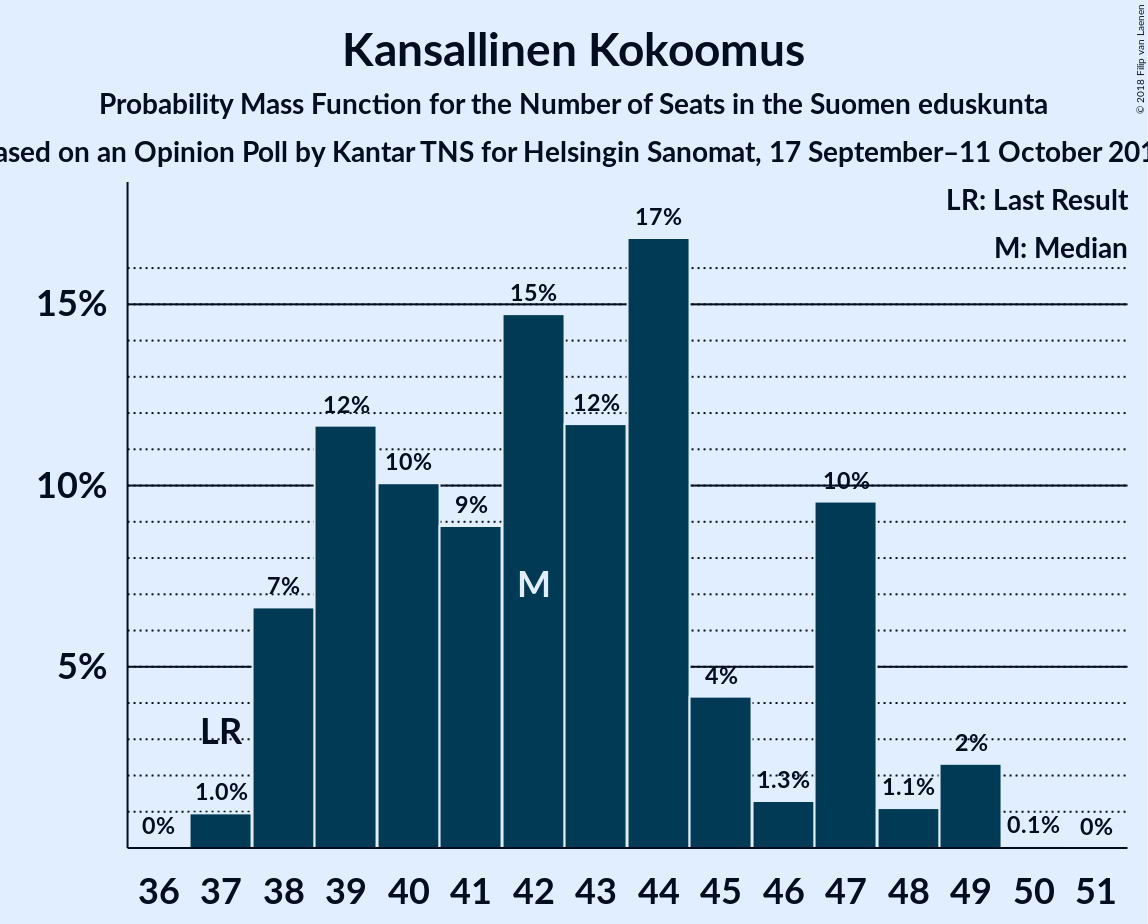 Kansallinen Kokoomus
Probability Mass Function for the Number of Seats in the Suomen eduskunta
ased on an Opinion Poll by Kantar TNS for Helsingin Sanomat, 17 September–11 October 201
© 2018 Filip van Laenen
LR: Last Result
M: Median
17%
15%
15%
12%
12%
10%
10%
10%
9%
7%
M
5%
4%
LR
2%
1.0%
1.3%
1.1%
0%
0.1%
0%
36 37 38 39 40 41 42 43 44 45 46 47 48 49 50 51